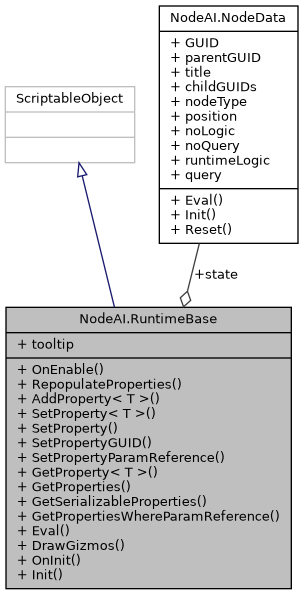 NodeAI.NodeData
+ GUID
+ parentGUID
+ title
+ childGUIDs
+ nodeType
+ position
+ noLogic
+ noQuery
+ runtimeLogic
+ query
+ Eval()
+ Init()
+ Reset()
ScriptableObject
+state
NodeAI.RuntimeBase
+ tooltip
+ OnEnable()
+ RepopulateProperties()
+ AddProperty< T >()
+ SetProperty< T >()
+ SetProperty()
+ SetPropertyGUID()
+ SetPropertyParamReference()
+ GetProperty< T >()
+ GetProperties()
+ GetSerializableProperties()
+ GetPropertiesWhereParamReference()
+ Eval()
+ DrawGizmos()
+ OnInit()
+ Init()